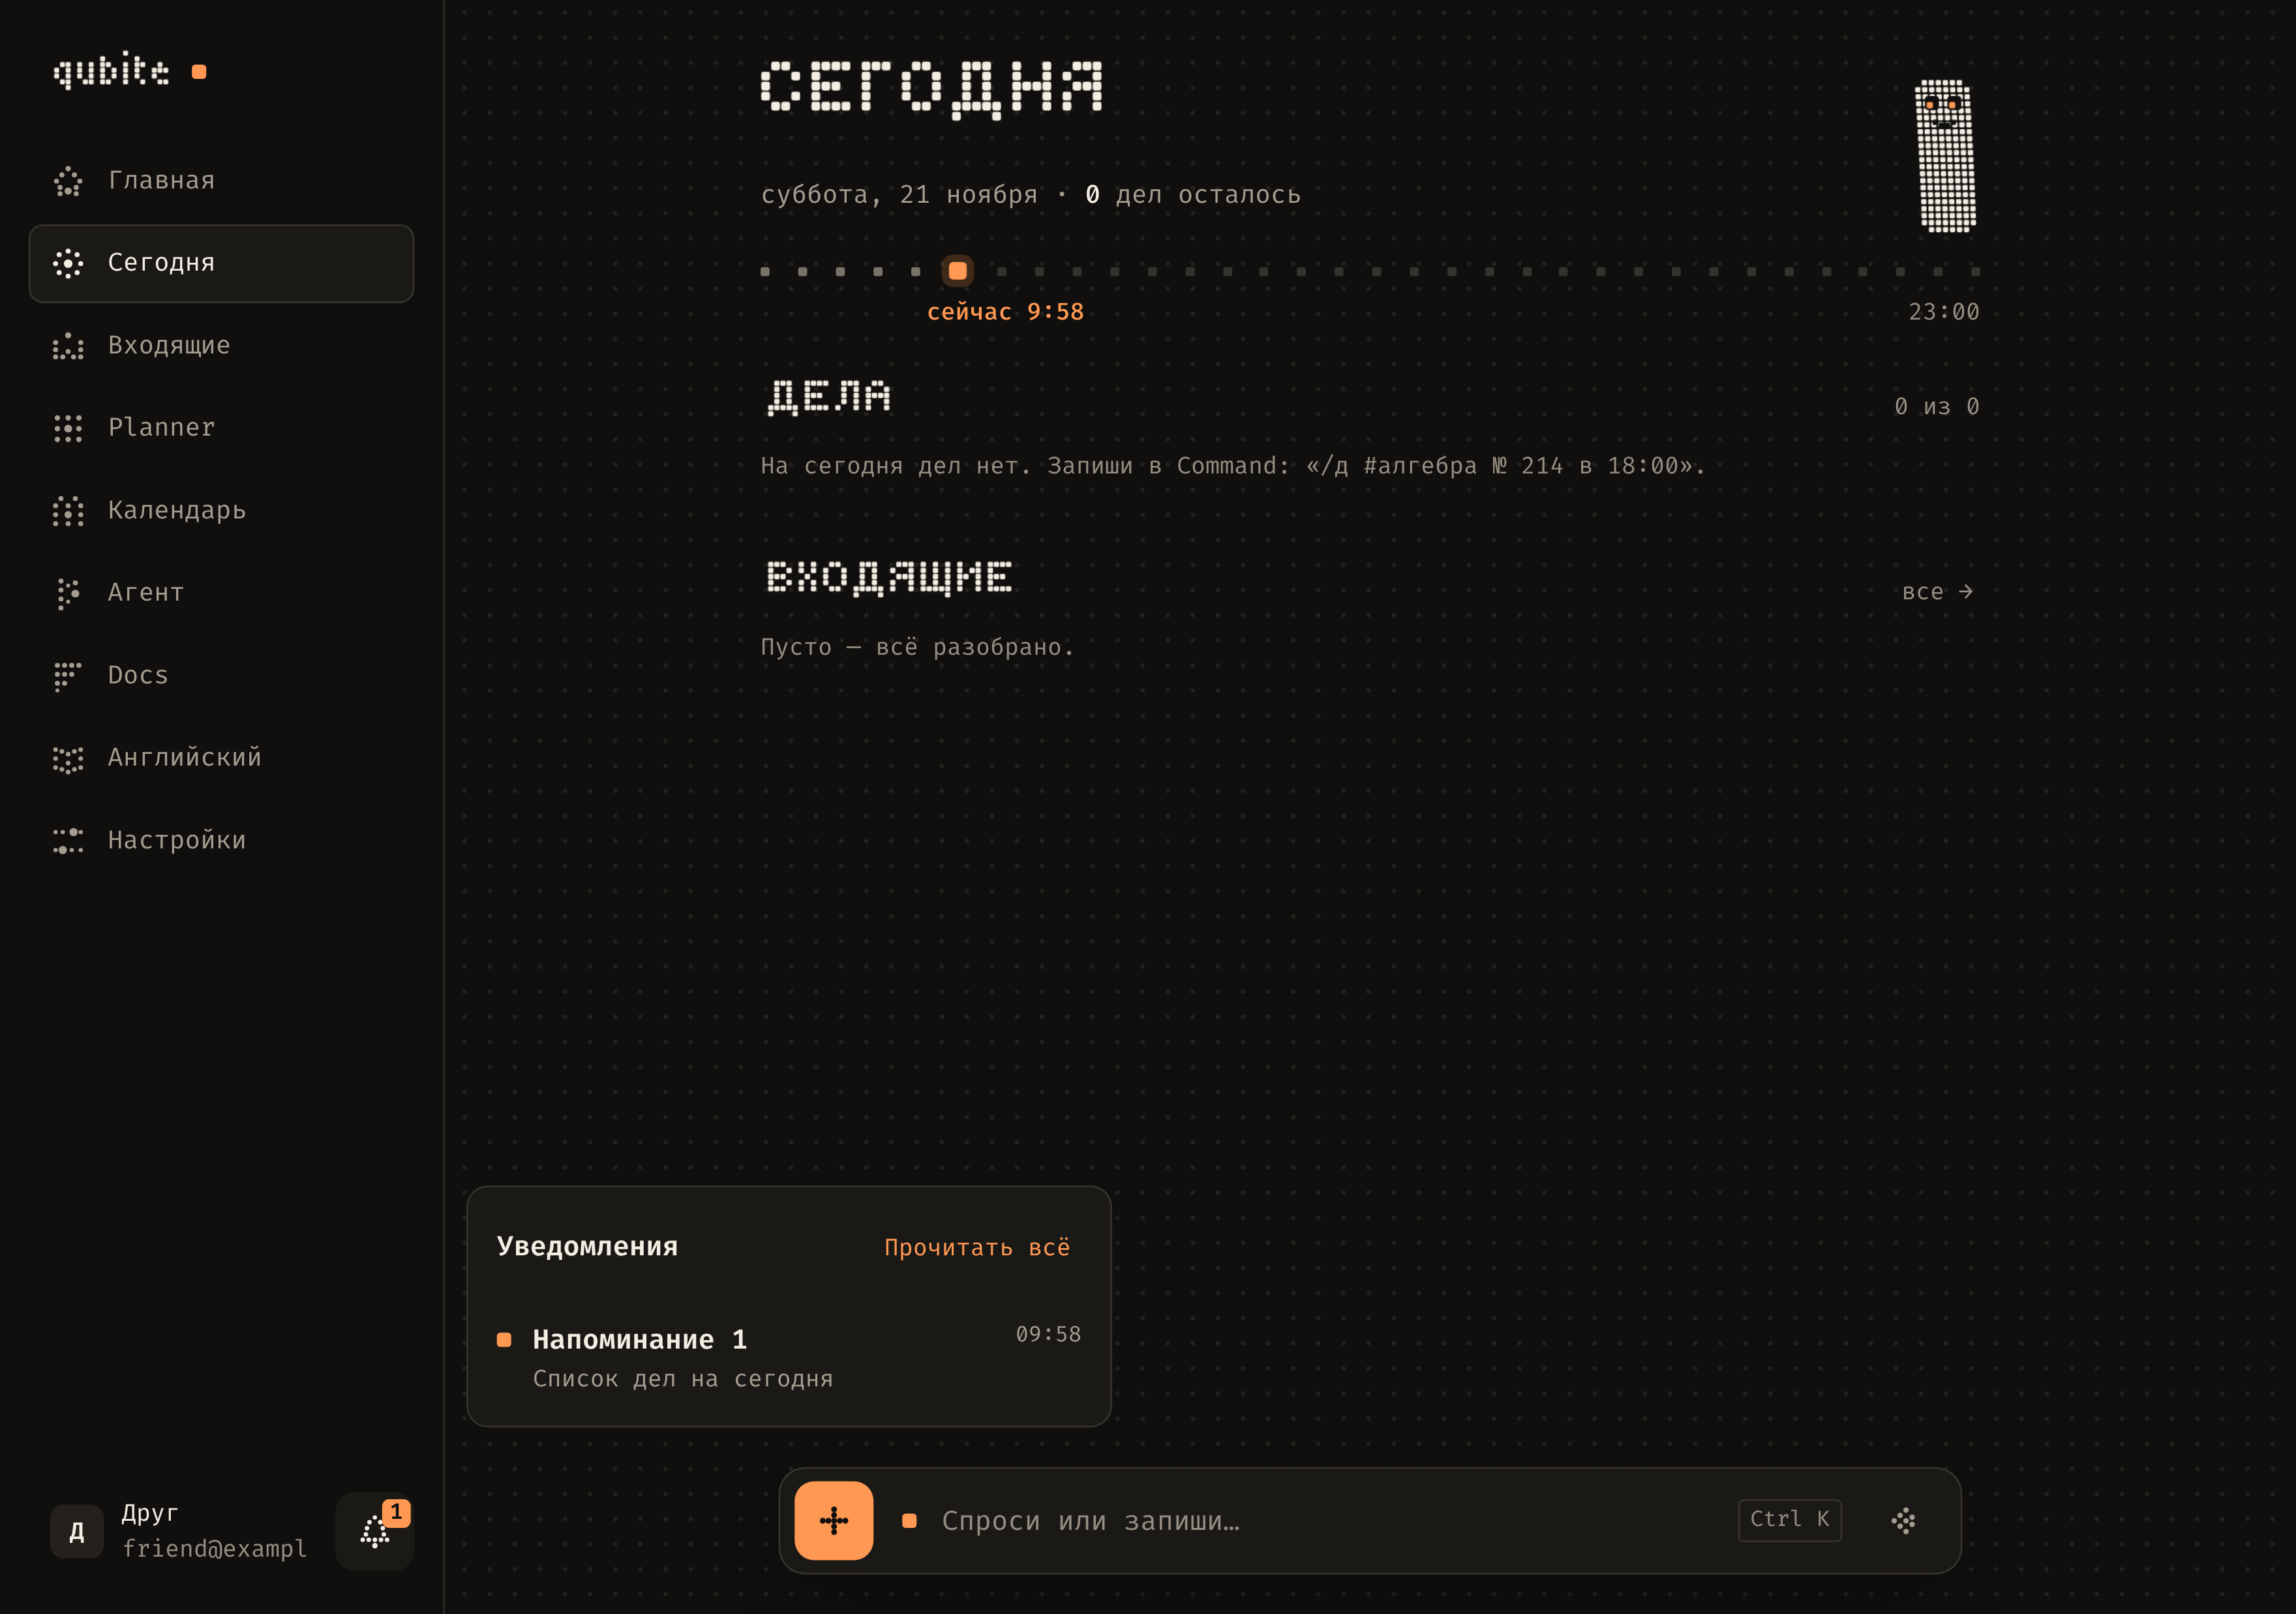 qubite
Главная
Сегодня
Входящие
Planner
Календарь
Агент
Docs
Английский
Настройки
Д
Друг
friend@exampl
1
СЕГОДНЯ
суббота, 21 ноября · 0 дел осталось
сейчас 9:58
23:00
ДЕЛА
0 из 0
На сегодня дел нет. Запиши в Command: «/д #алгебра № 214 в 18:00».
ВХОДЯЩИЕ
все →
Пусто — всё разобрано.
Уведомления
Прочитать всё
Напоминание 1
09:58
Список дел на сегодня
Спроси или запиши…
Ctrl K